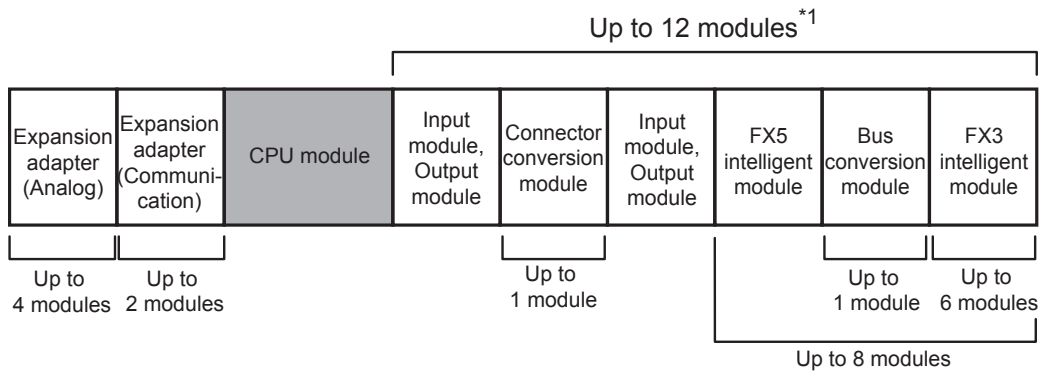 Up to 12 modules*1
Expansion
adapter
(Analog)
Expansion
adapter
(Communi-
cation)
CPU module
Input
module,
Output
module
Connector
conversion
module
Input
module,
Output
module
FX5
intelligent
module
Bus
conversion
module
FX3
intelligent
module
Up to
4 modules
Up to
2 modules
Up to
1 module
Up to
1 module
Up to
6 modules
Up to 8 modules